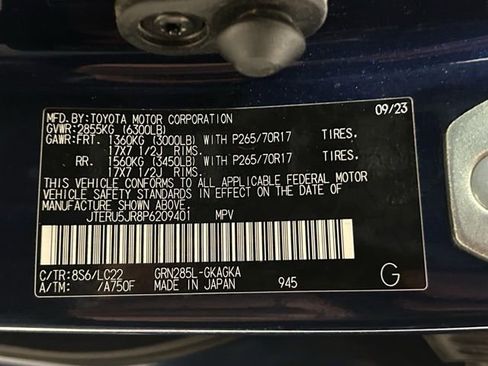 MFD.BY:TOYOTA MOTOR CORPORATION 09/23
GVWR:2855KG (6300LB)
GAWR:FRT. 1360KG (3000LB) WITH P265/70R17 TIRES,
17X7 1/2J RIMS.
RR. 1560KG (3450LB) WITH P265/70R17 TIRES,
17X7 1/2J RIMS.
THIS VEHICLE CONFORMS TO ALL APPLICABLE FEDERAL MOTOR
VEHICLE SAFETY STANDARDS IN EFFECT ON THE DATE OF
MANUFACTURE SHOWN ABOVE.
JTERU5JR8P6209401 MPV
C/TR:8S6/LC22 GRN285L-GKAGKA
A/TM: /A750F MADE IN JAPAN 945 G